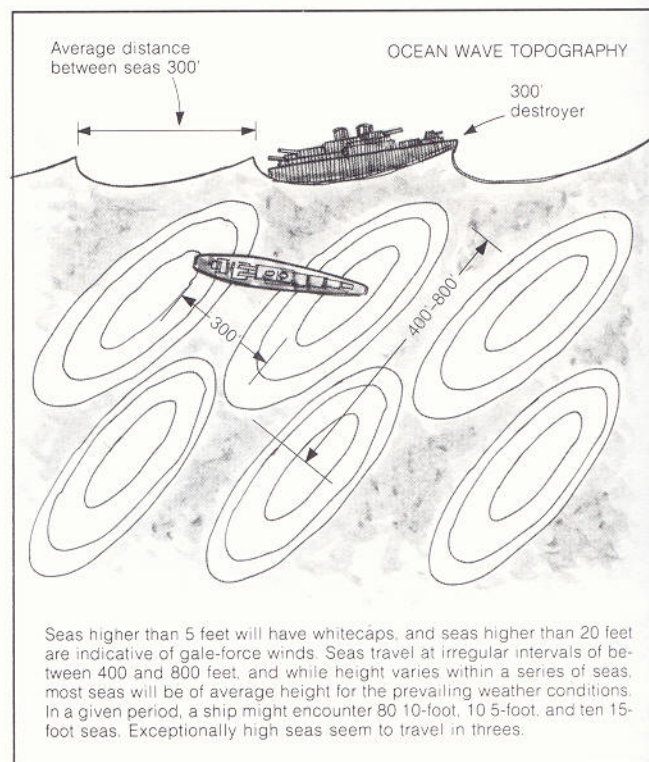 Average distance
between seas 300'
OCEAN WAVE TOPOGRAPHY
300'
destroyer
300'
400'-800'
Seas higher than 5 feet will have whitecaps, and seas higher than 20 feet
are indicative of gale-force winds. Seas travel at irregular intervals of be-
tween 400 and 800 feet, and while height varies within a series of seas,
most seas will be of average height for the prevailing weather conditions.
In a given period, a ship might encounter 80 10-foot, 10 5-foot, and ten 15-
foot seas. Exceptionally high seas seem to travel in threes.